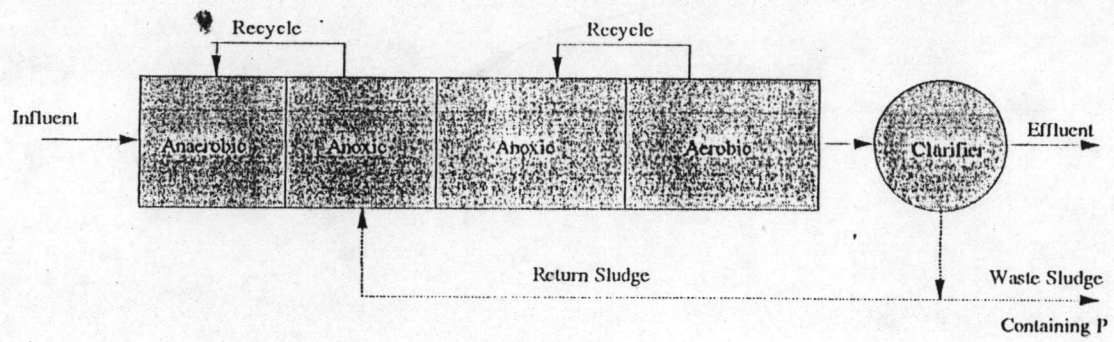 Recycle
Recycle
Influent
Anaerobic
Anoxic
Anoxic
Aerobic
Clarifier
Effluent
Return Sludge
Waste Sludge
Containing P